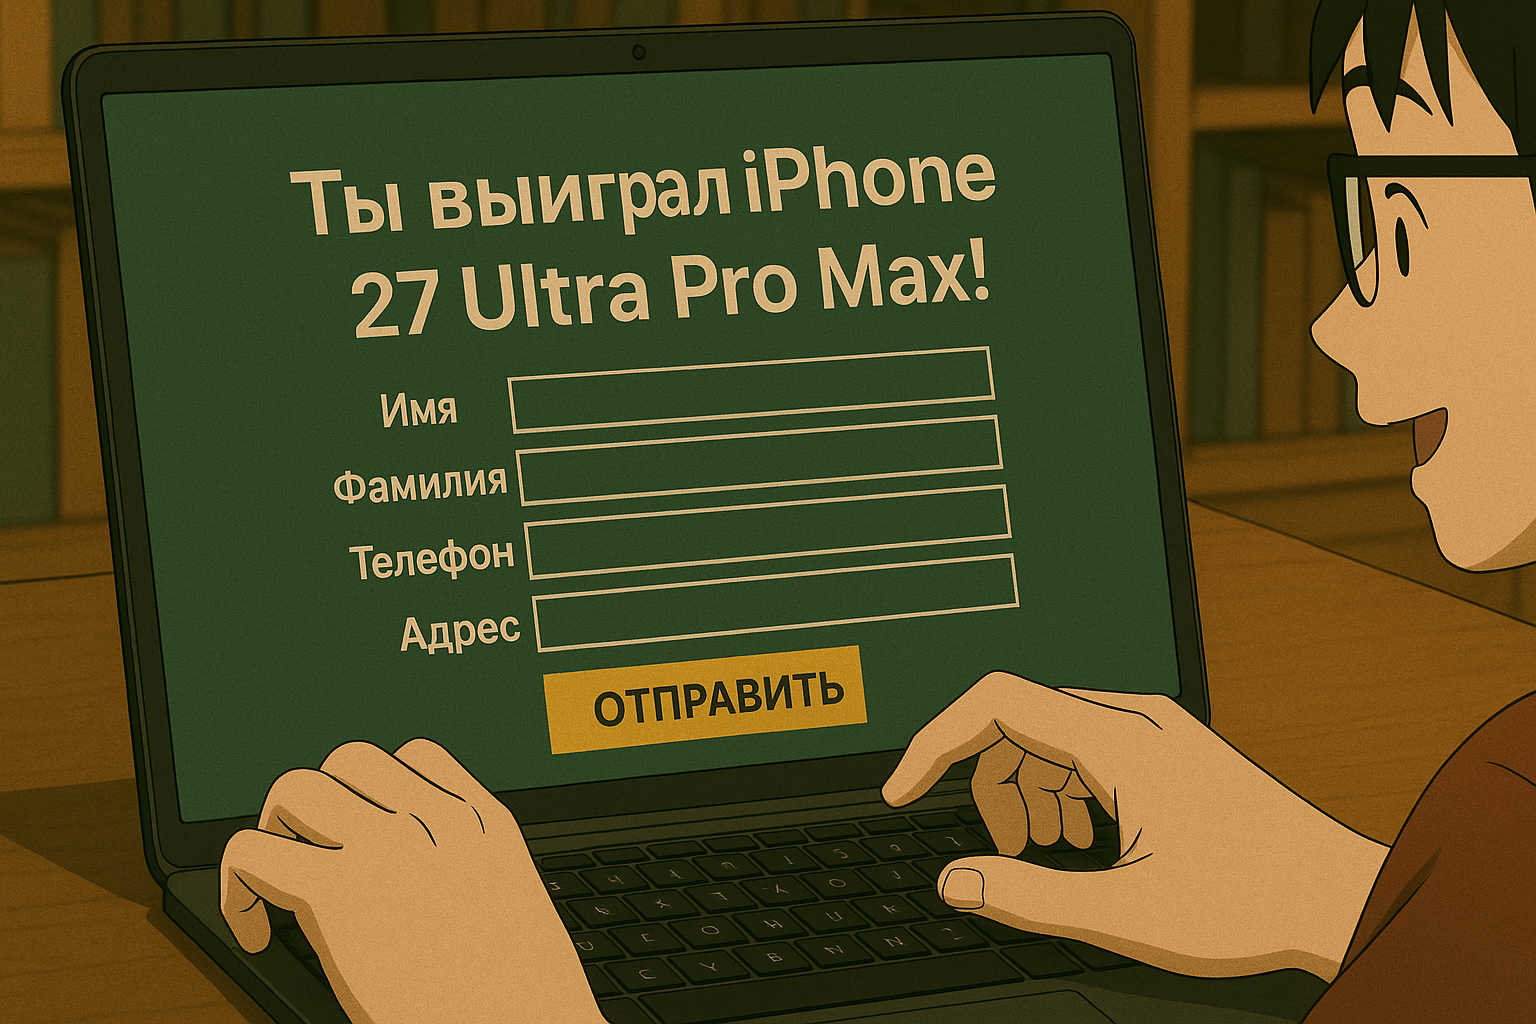 Ты выиграл iPhone
27 Ultra Pro Max!
Имя
Фамилия
Телефон
Адрес
ОТПРАВИТЬ